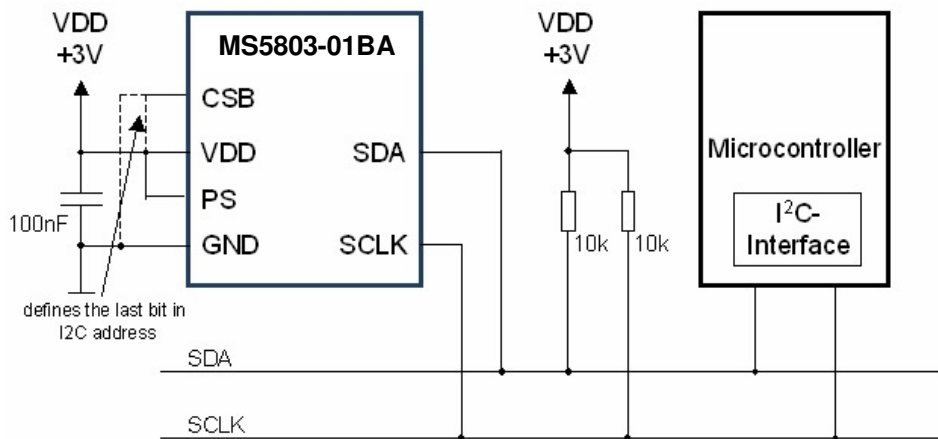 VDD
+3V
MS5803-01BA
CSB
VDD
PS
GND
SDA
SCLK
100nF
defines the last bit in
I2C address
VDD
+3V
10k
10k
Microcontroller
I²C-
Interface
SDA
SCLK